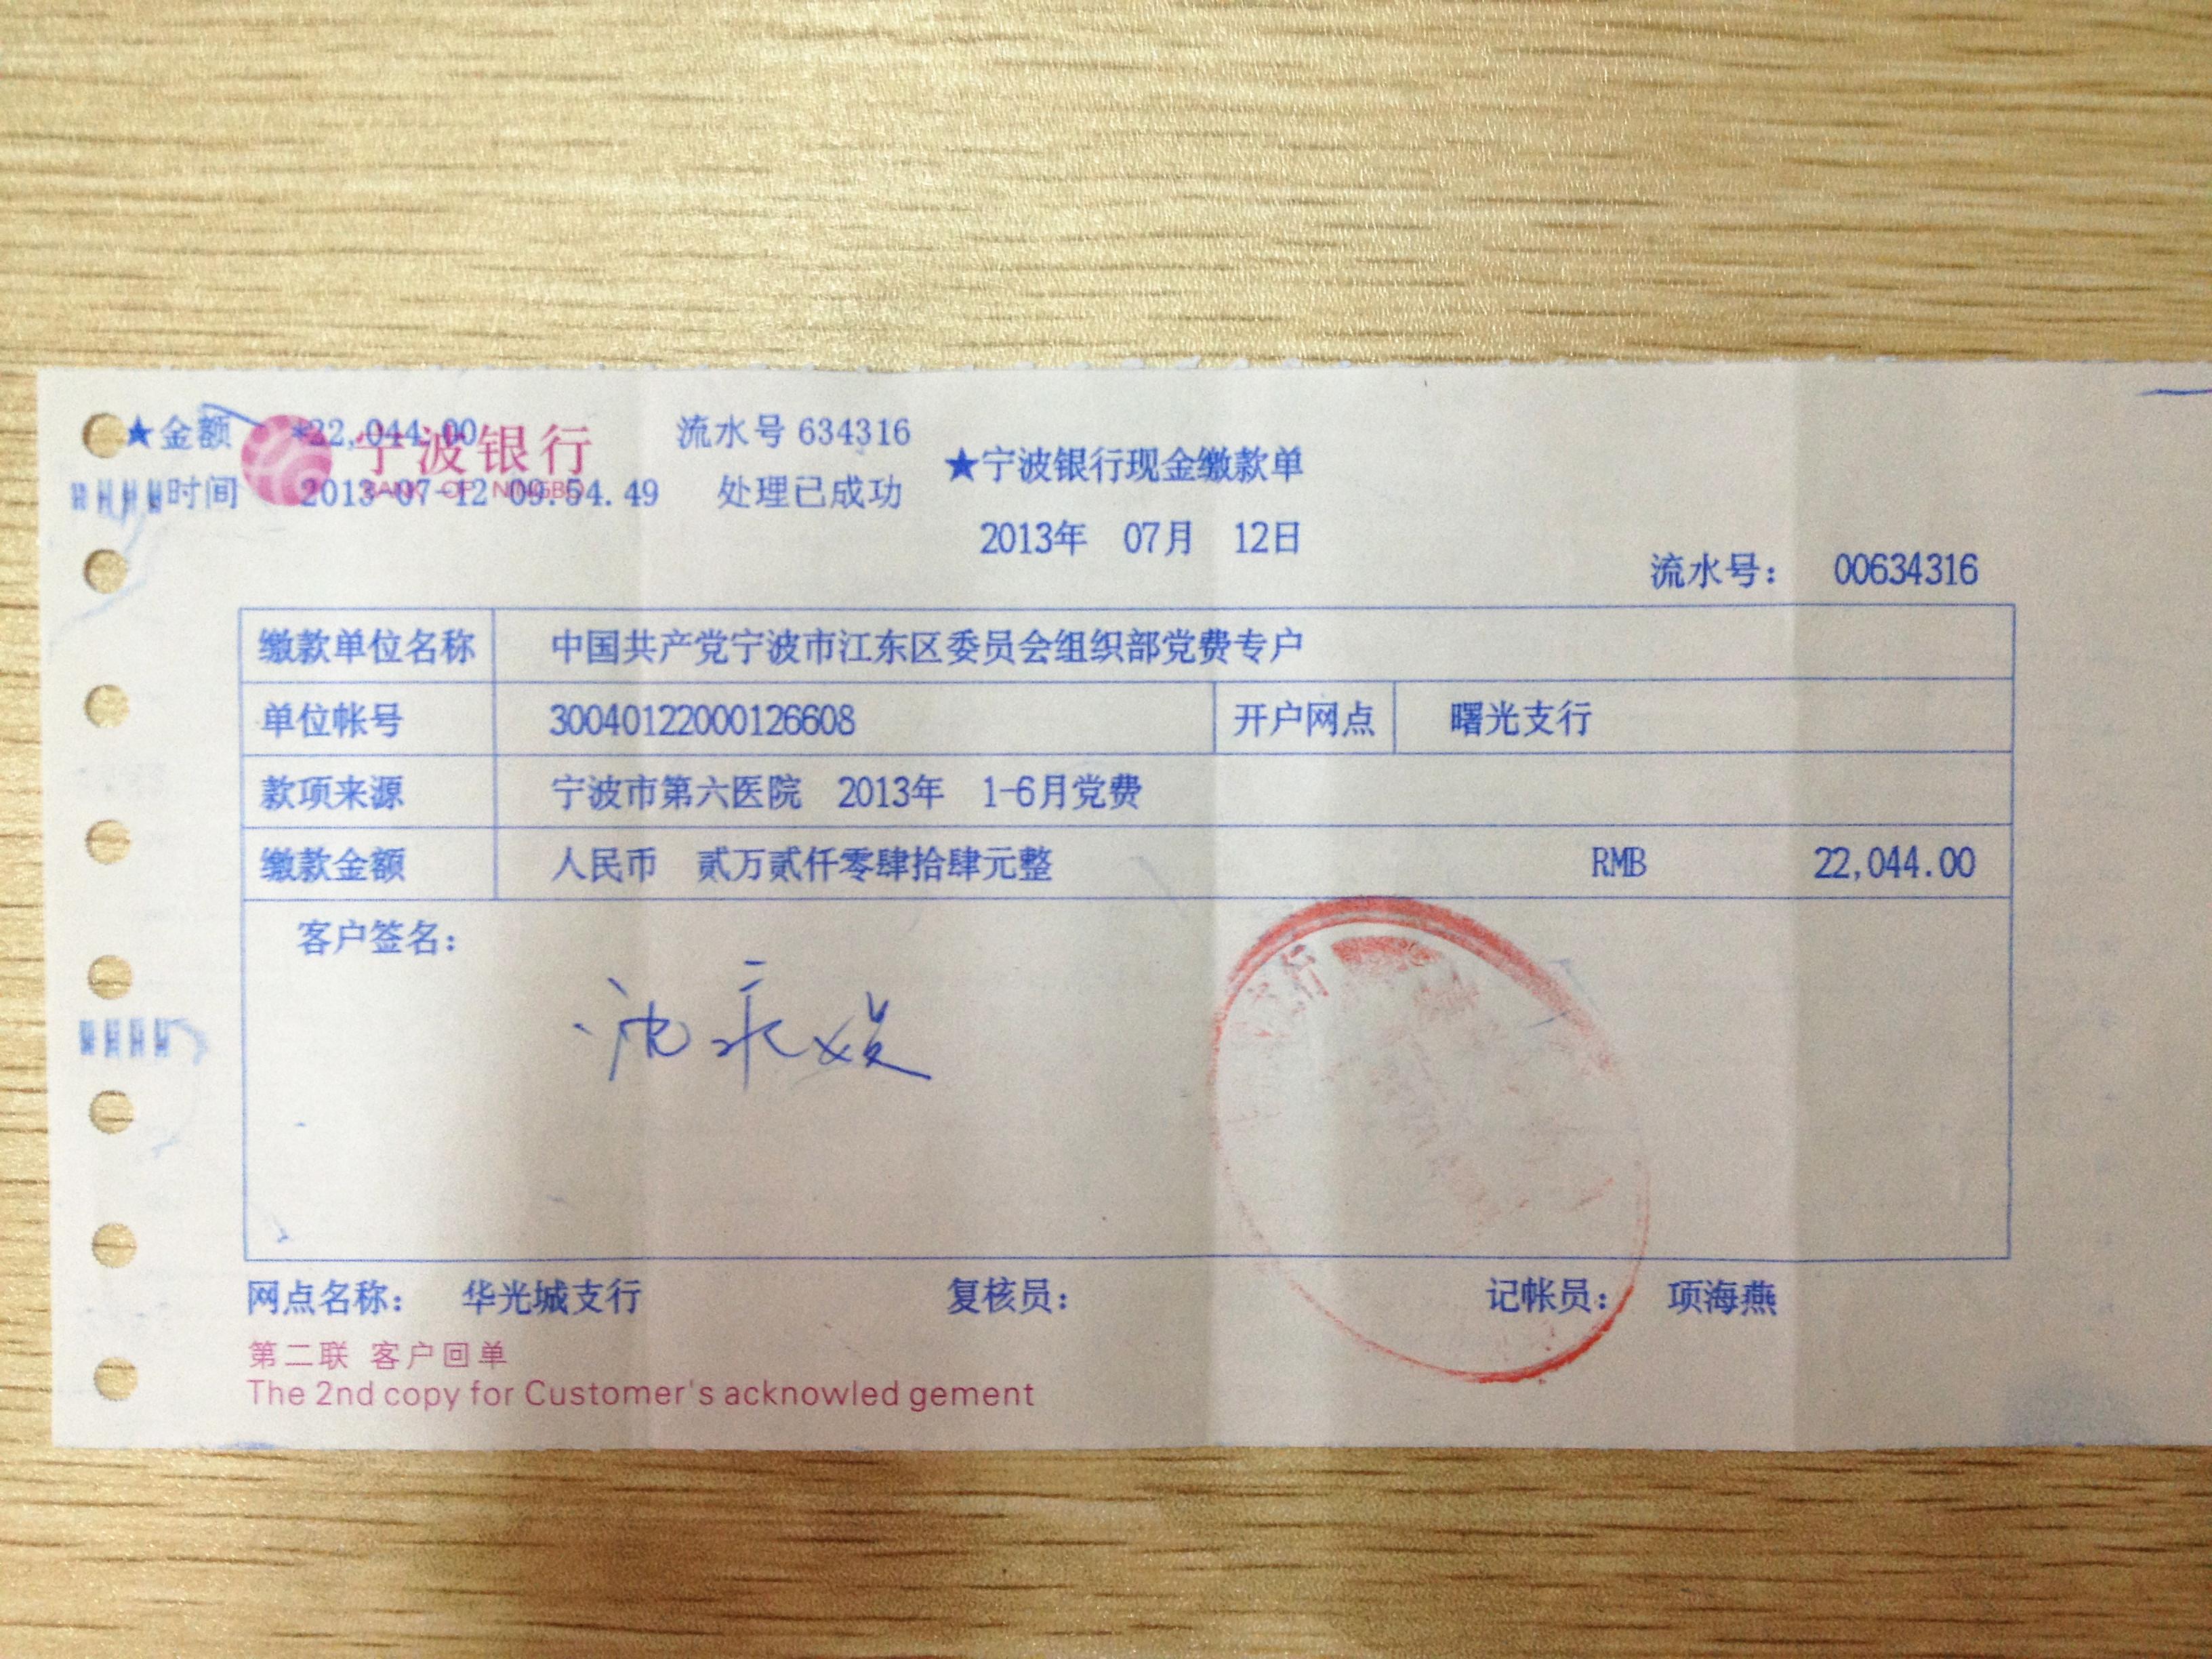 ★金额 *22,044.00 流水号 634316
宁波银行
BANK OF NINGBO
时间 2013-07-12 09.54.49 处理已成功
★宁波银行现金缴款单
2013年 07月 12日
流水号： 00634316
缴款单位名称 中国共产党宁波市江东区委员会组织部党费专户
单位帐号 30040122000126608 开户网点 曙光支行
款项来源 宁波市第六医院 2013年 1-6月党费
缴款金额 人民币 贰万贰仟零肆拾肆元整 RMB 22,044.00
客户签名：
网点名称： 华光城支行 复核员： 记帐员： 项海燕
第二联 客户回单
The 2nd copy for Customer's acknowled gement